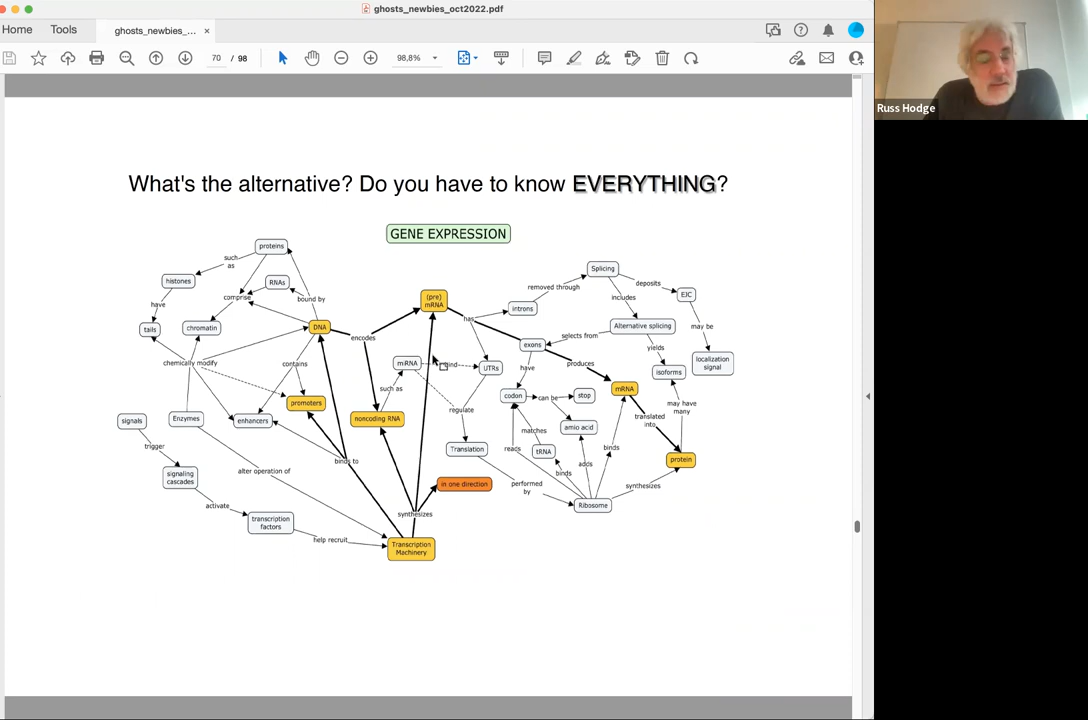 ghosts_newbies_oct2022.pdf
Home
Tools
ghosts_newbies_... ×
70 / 98
98,8%
Russ Hodge
What's the alternative? Do you have to know EVERYTHING?
GENE EXPRESSION
proteins
such
as
histones
RNAs
have
comprise
bound by
tails
chromatin
DNA
encodes
chemically modify
contains
promoters
Enzymes
enhancers
signals
trigger
signaling
cascades
activate
transcription
factors
help recruit
alter operation of
binds to
Transcription
Machinery
synthesizes
in one direction
noncoding RNA
such as
miRNA
bind
UTRs
regulate
Translation
performed
by
(pre)
mRNA
has
introns
removed through
Splicing
deposits
EJC
includes
may be
Alternative splicing
localization
signal
selects from
yields
isoforms
exons
produces
have
codon
can be
stop
amio acid
matches
tRNA
reads
binds
adds
binds
Ribosome
synthesizes
mRNA
translated
into
may have
many
protein